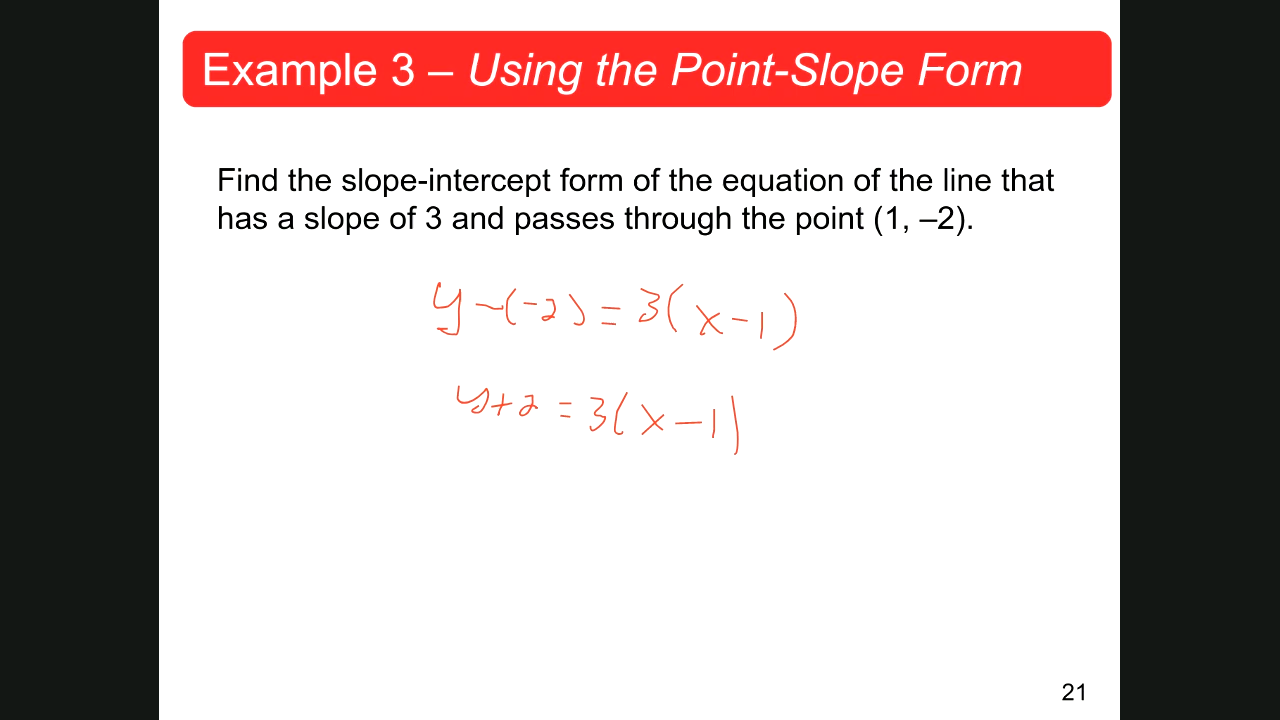 Example 3 – Using the Point-Slope Form
Find the slope-intercept form of the equation of the line that
has a slope of 3 and passes through the point (1, –2).
y-(-2) = 3(x-1)
y+2 = 3(x-1)
21